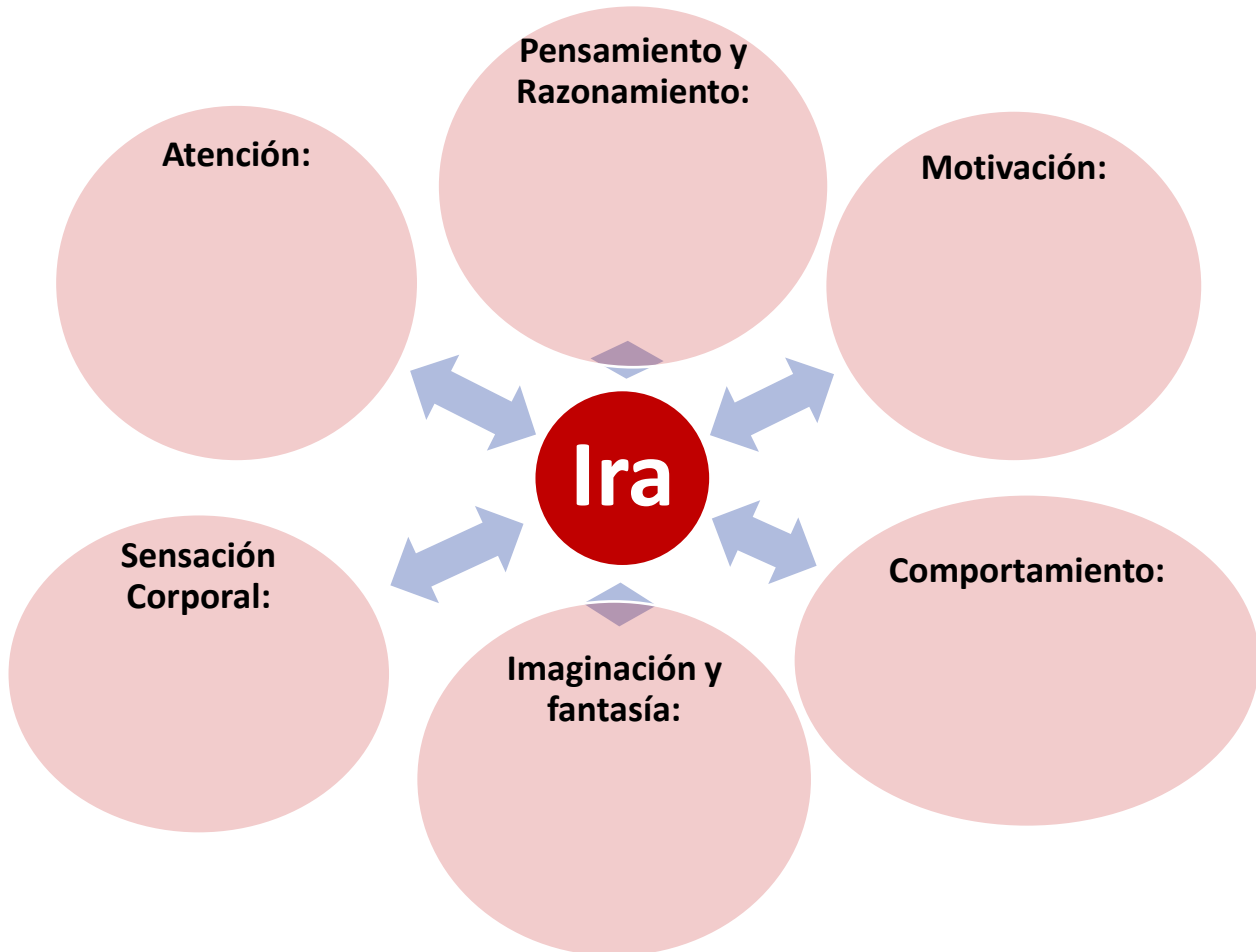 Pensamiento y
Razonamiento:
Atención:
Motivación:
Ira
Sensación
Corporal:
Comportamiento:
Imaginación y
fantasía: